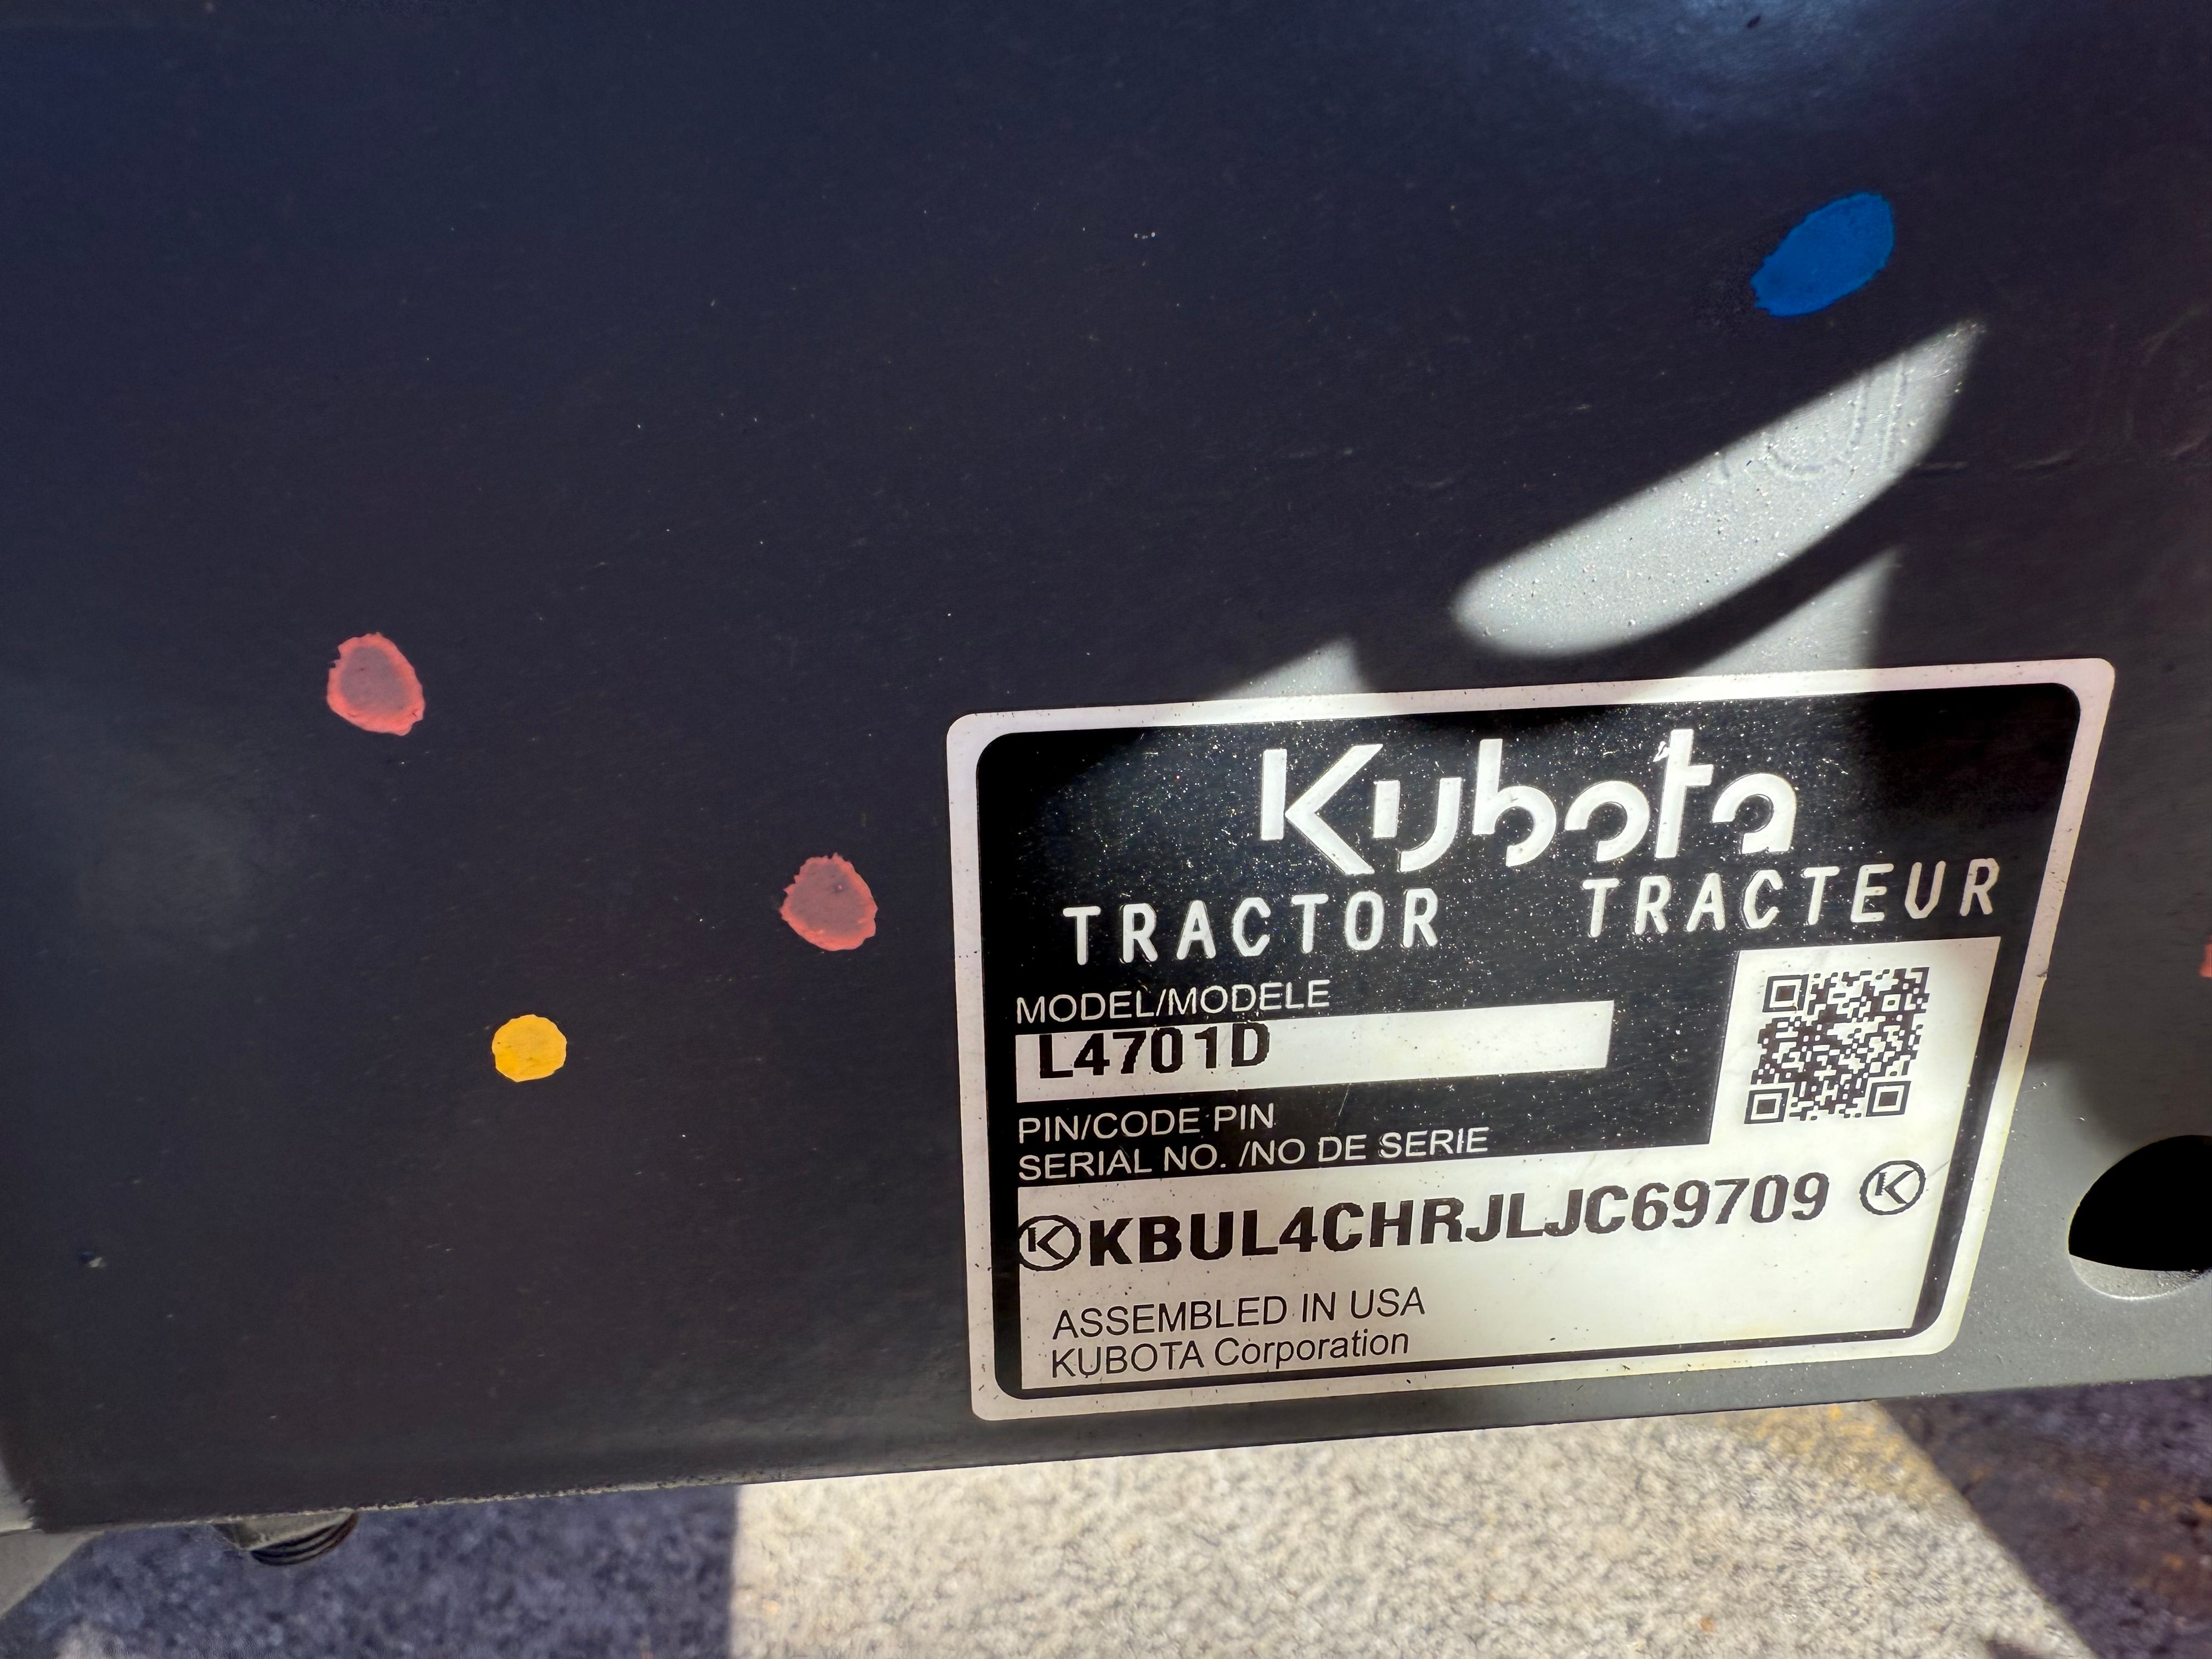 Kubota
TRACTOR TRACTEUR
MODEL/MODELE
L4701D
PIN/CODE PIN
SERIAL NO. /NO DE SERIE
KBUL4CHRJLJC69709
ASSEMBLED IN USA
KUBOTA Corporation